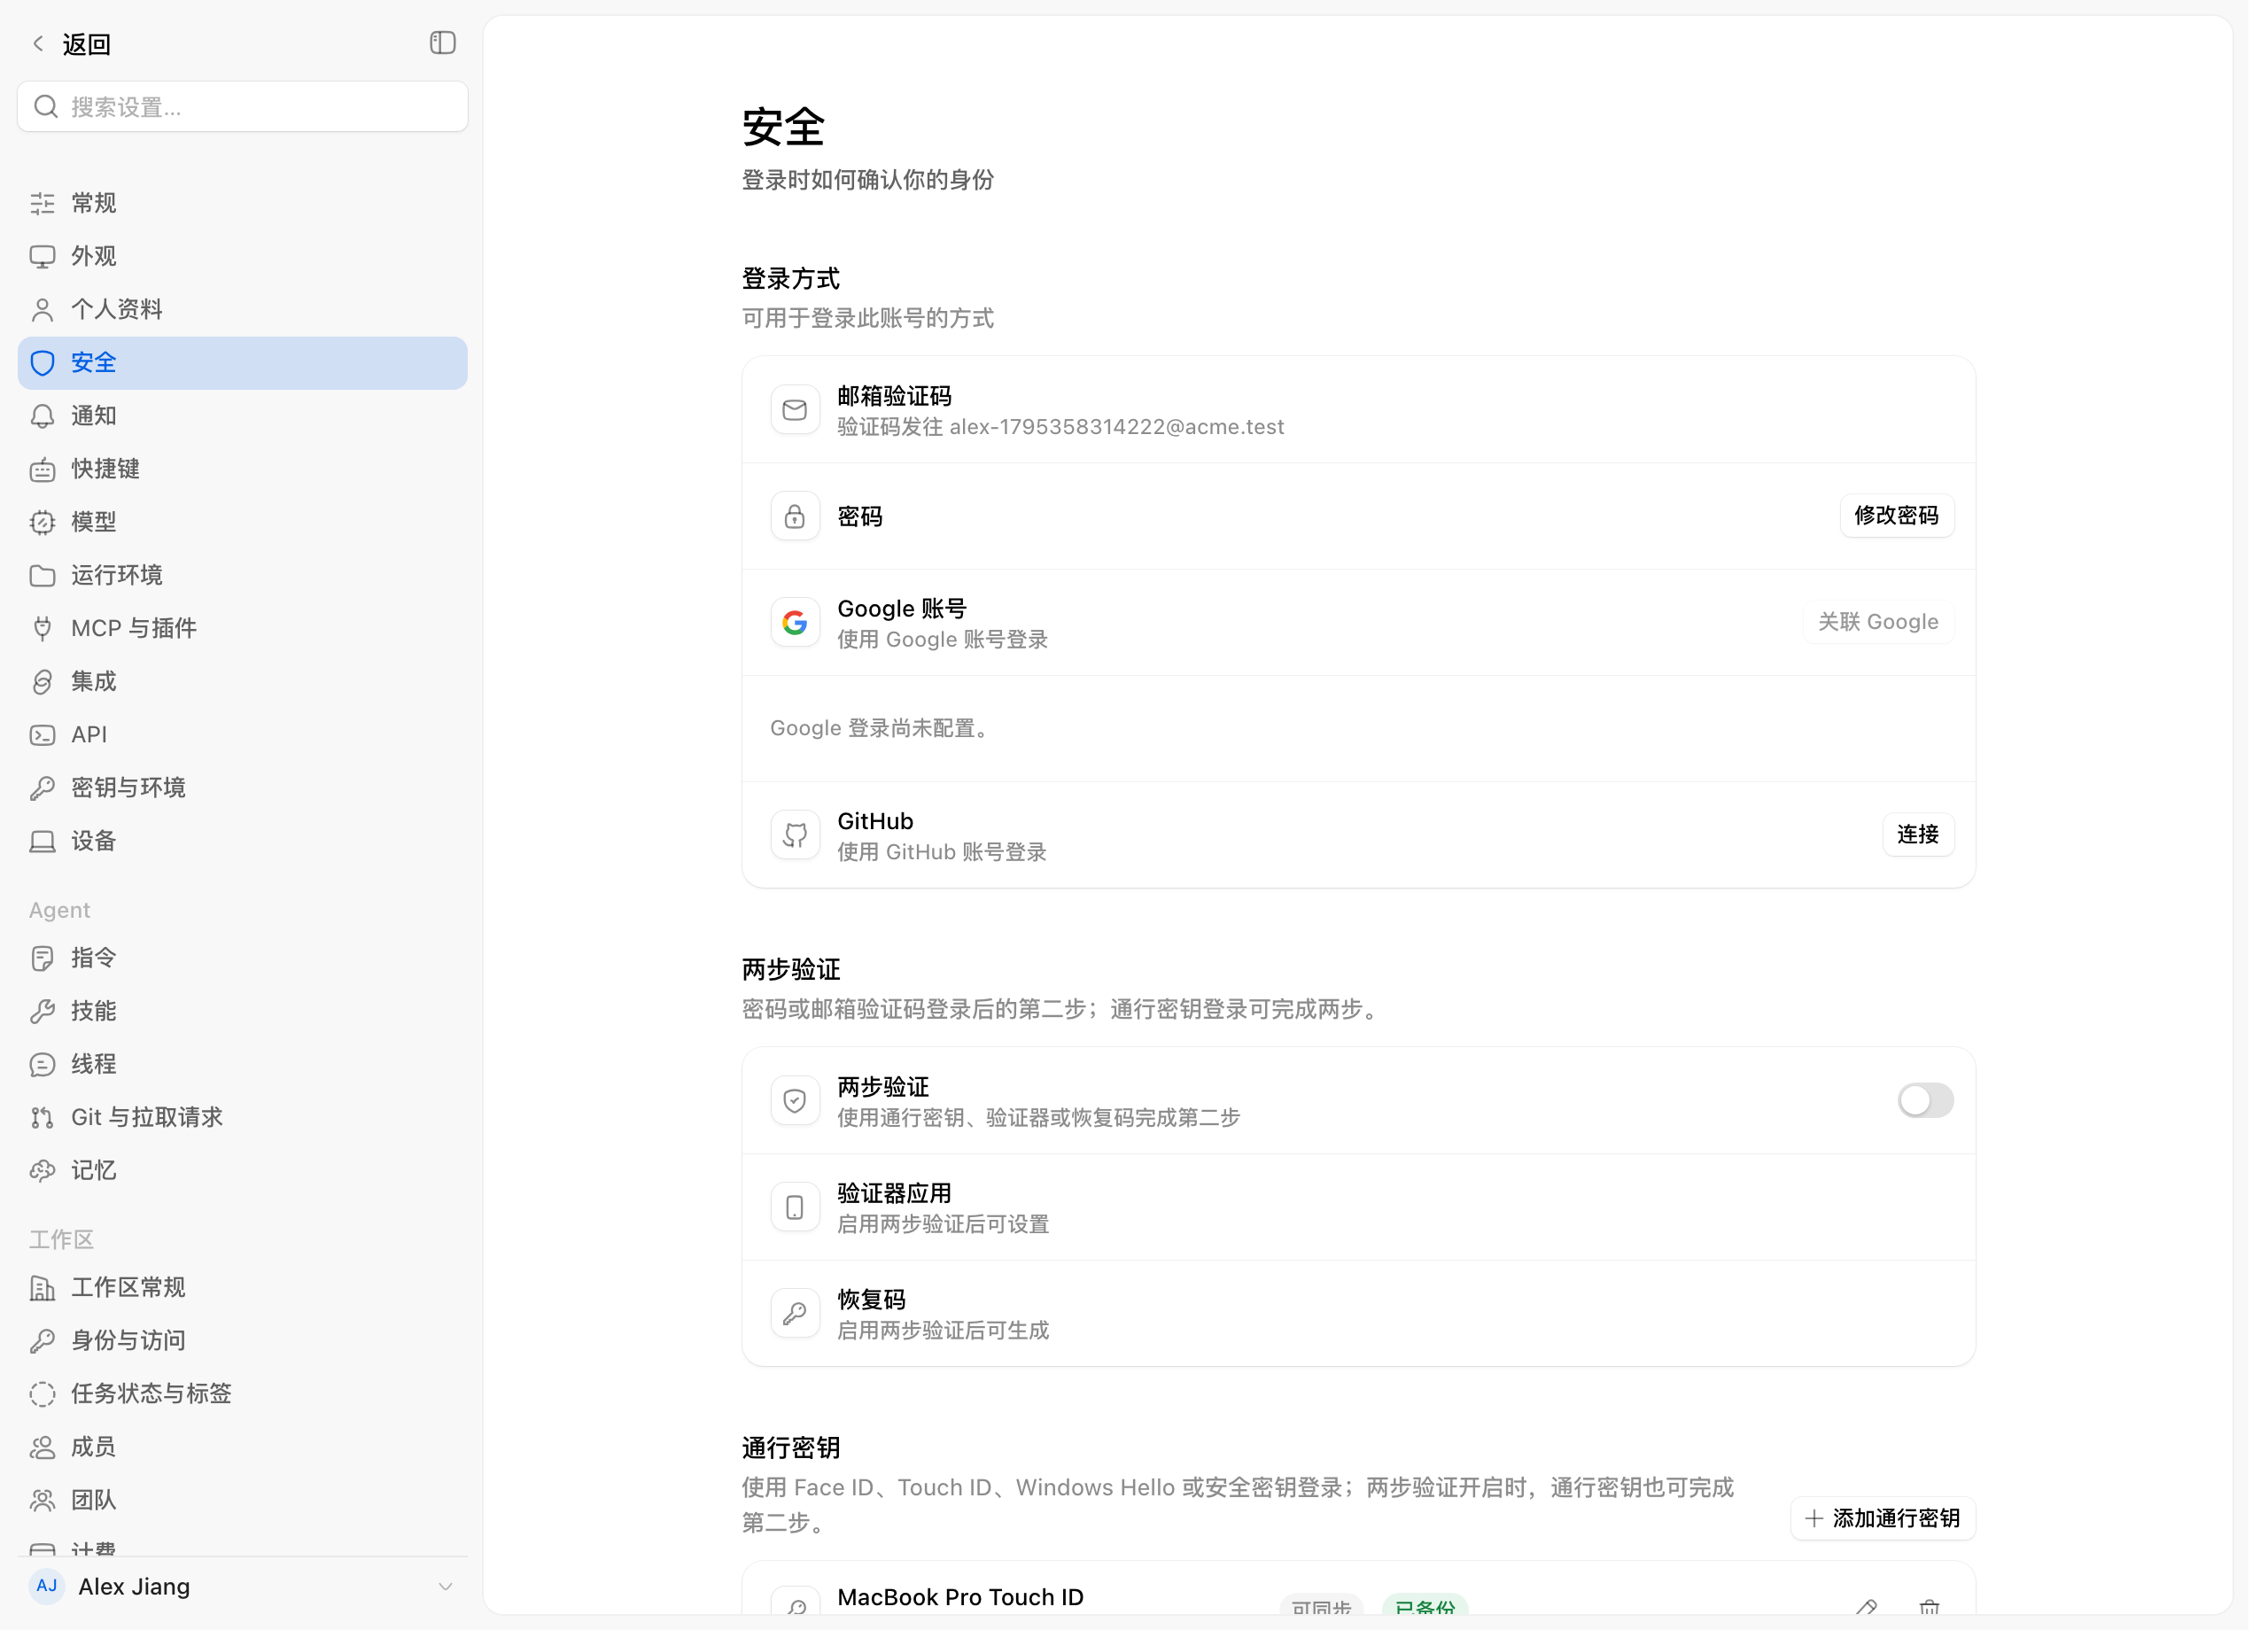 返回
搜索设置...
常规
外观
个人资料
安全
通知
快捷键
模型
运行环境
MCP 与插件
集成
API
密钥与环境
设备
Agent
指令
技能
线程
Git 与拉取请求
记忆
工作区
工作区常规
身份与访问
任务状态与标签
成员
团队
计费
AJ Alex Jiang
安全
登录时如何确认你的身份
登录方式
可用于登录此账号的方式
邮箱验证码
验证码发往 alex-1795358314222@acme.test
密码
修改密码
Google 账号
使用 Google 账号登录
关联 Google
Google 登录尚未配置。
GitHub
使用 GitHub 账号登录
连接
两步验证
密码或邮箱验证码登录后的第二步；通行密钥登录可完成两步。
两步验证
使用通行密钥、验证器或恢复码完成第二步
验证器应用
启用两步验证后可设置
恢复码
启用两步验证后可生成
通行密钥
使用 Face ID、Touch ID、Windows Hello 或安全密钥登录；两步验证开启时，通行密钥也可完成
第二步。
添加通行密钥
MacBook Pro Touch ID
可同步
已备份